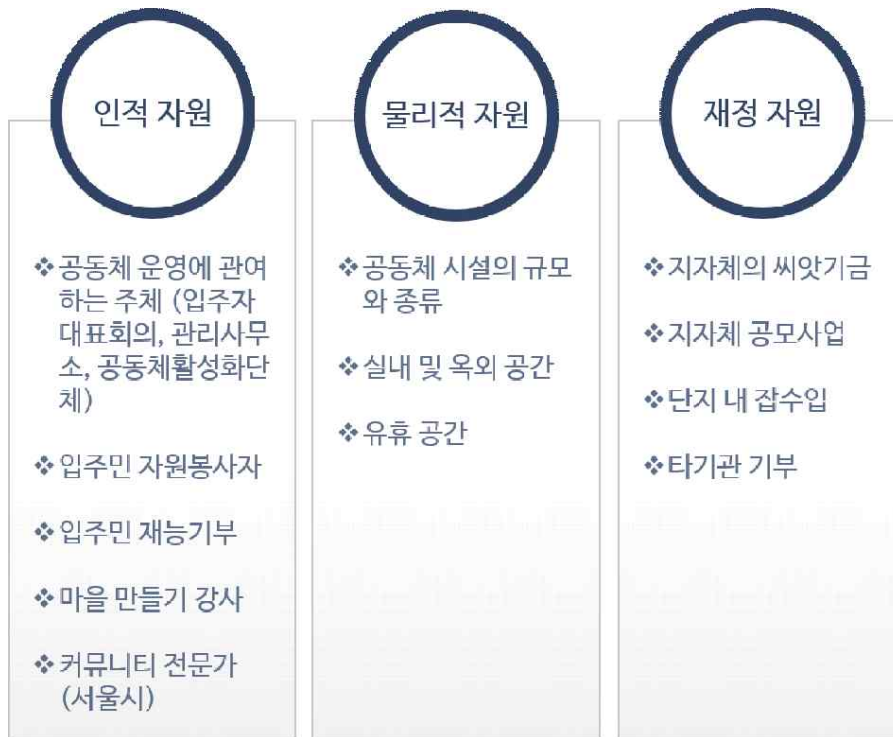 인적 자원
❖공동체 운영에 관여
하는 주체 (입주자
대표회의, 관리사무
소, 공동체활성화단
체)
❖입주민 자원봉사자
❖입주민 재능기부
❖마을 만들기 강사
❖커뮤니티 전문가
(서울시)
물리적 자원
❖공동체 시설의 규모
와 종류
❖실내 및 옥외 공간
❖유휴 공간
재정 자원
❖지자체의 씨앗기금
❖지자체 공모사업
❖단지 내 잡수입
❖타기관 기부